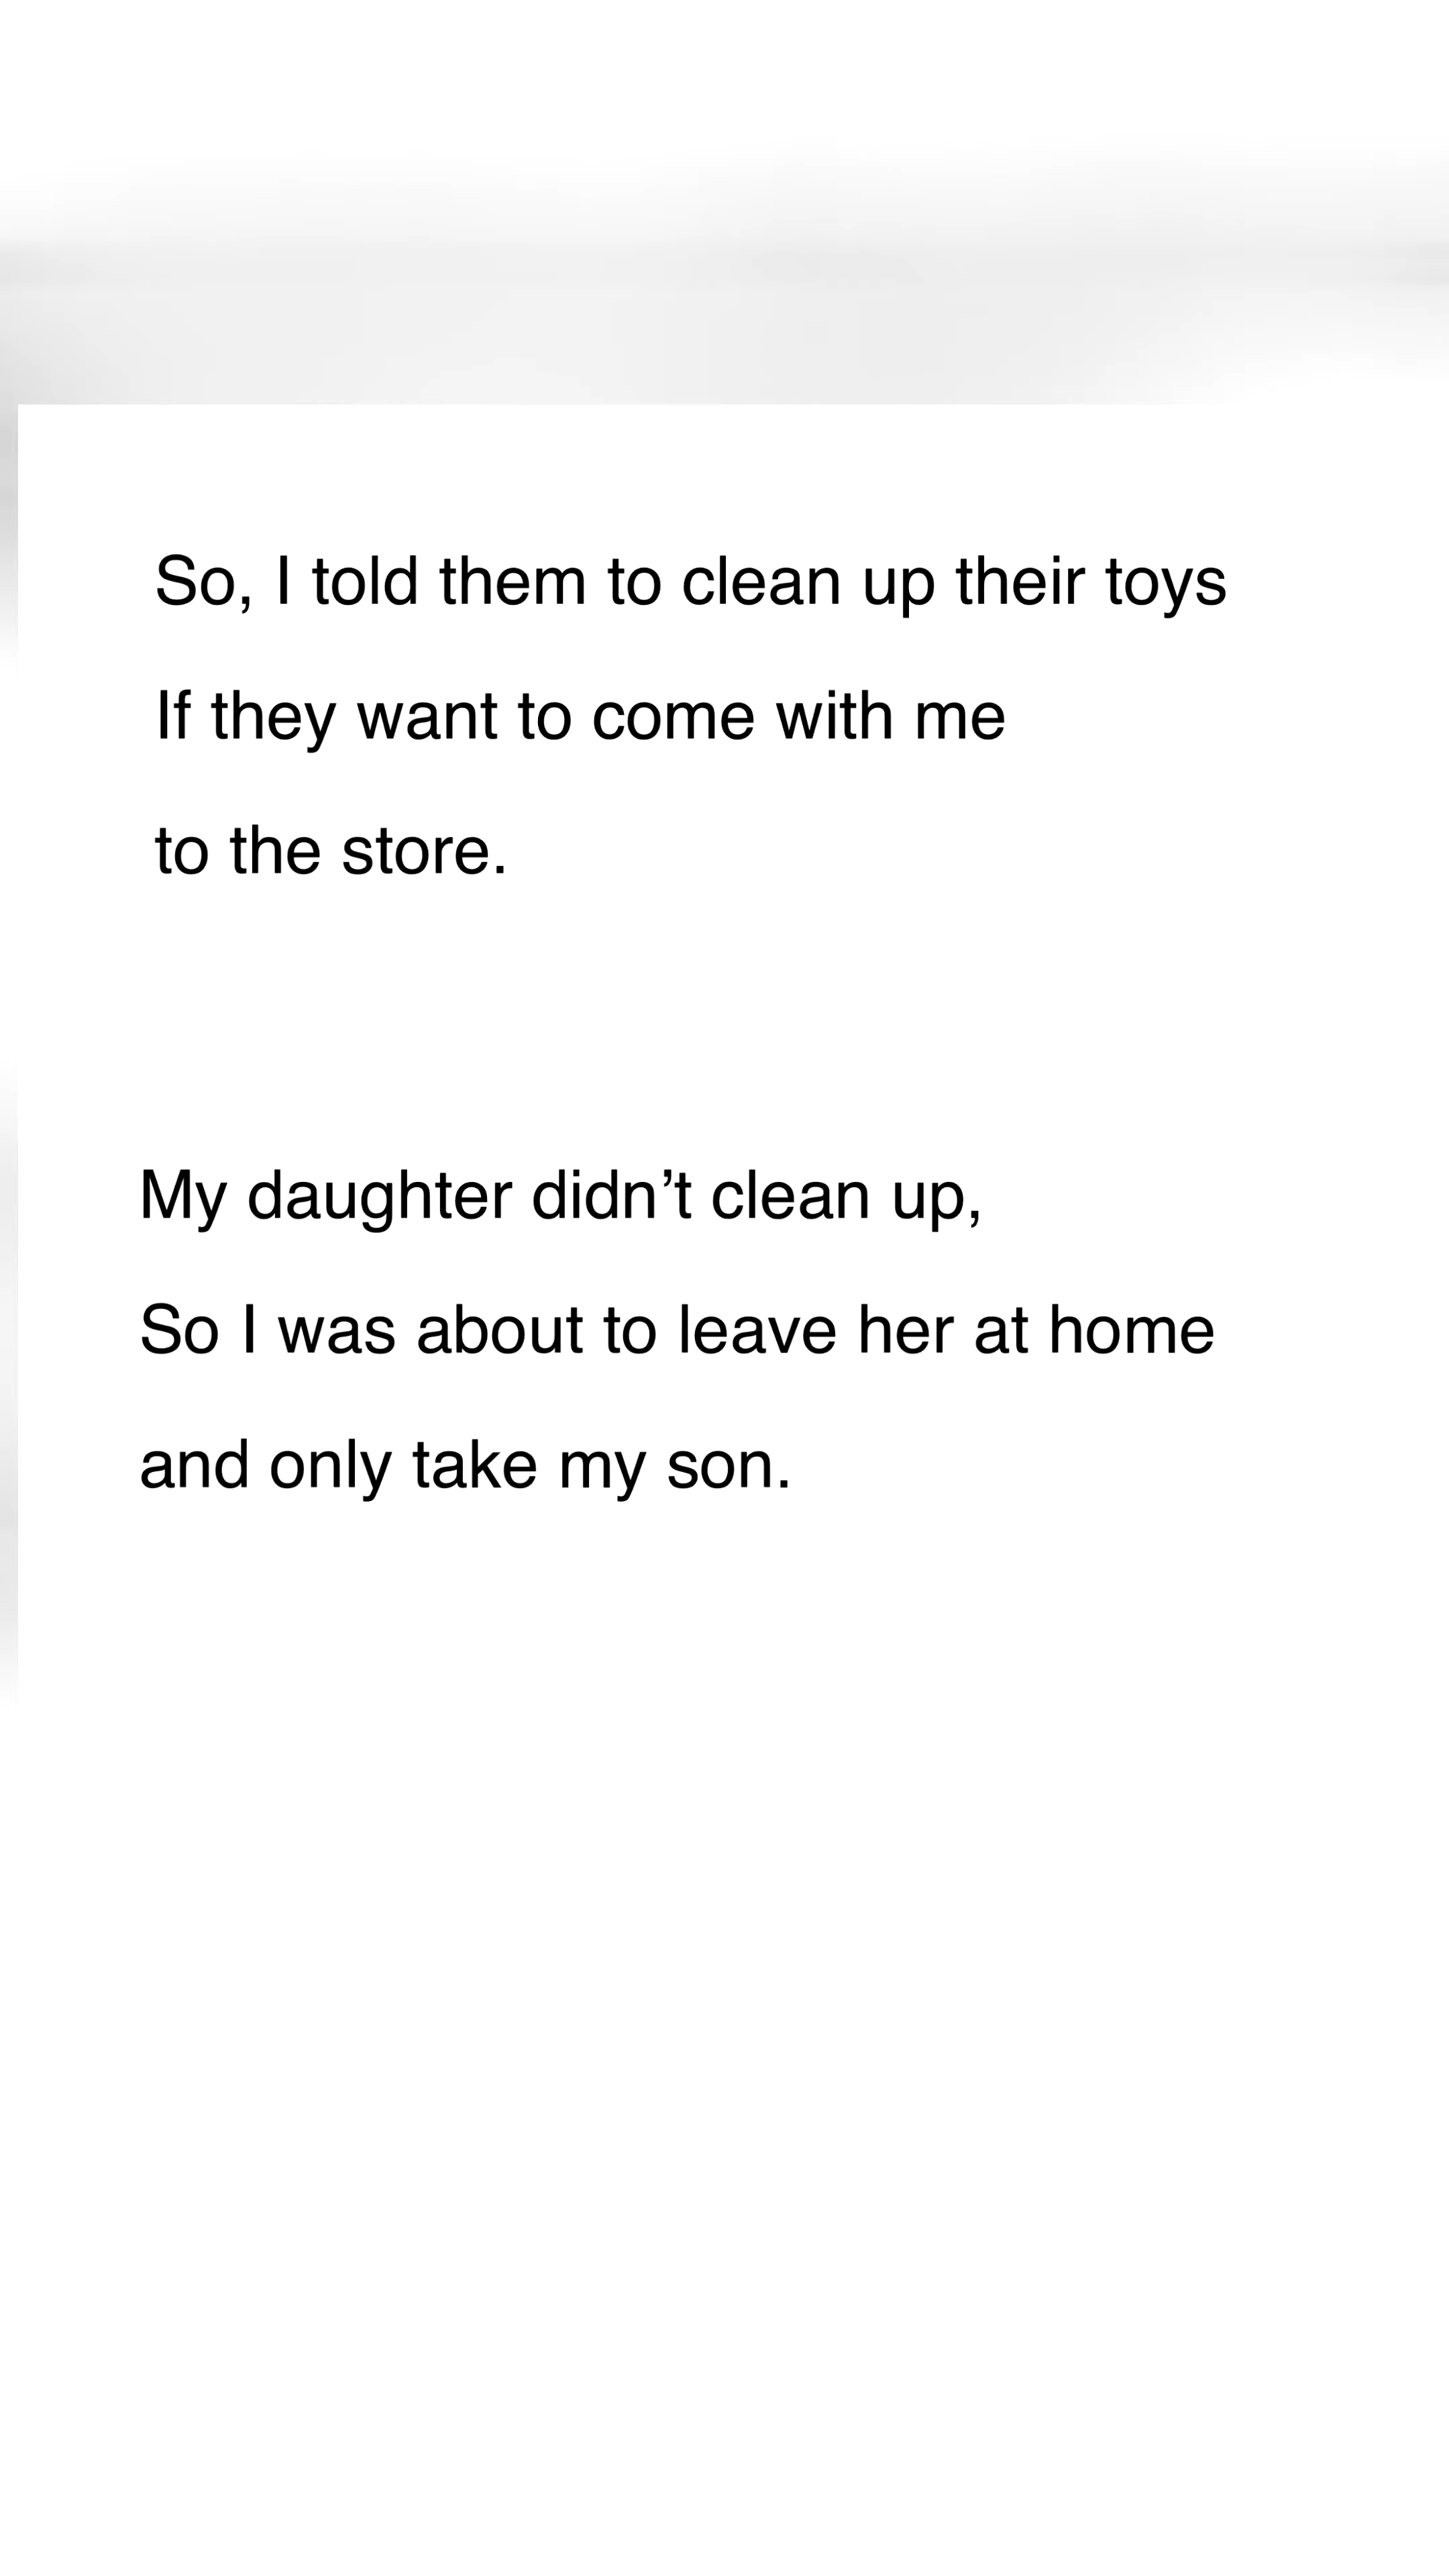 So, I told them to clean up their toys
If they want to come with me
to the store.
My daughter didn’t clean up,
So I was about to leave her at home
and only take my son.